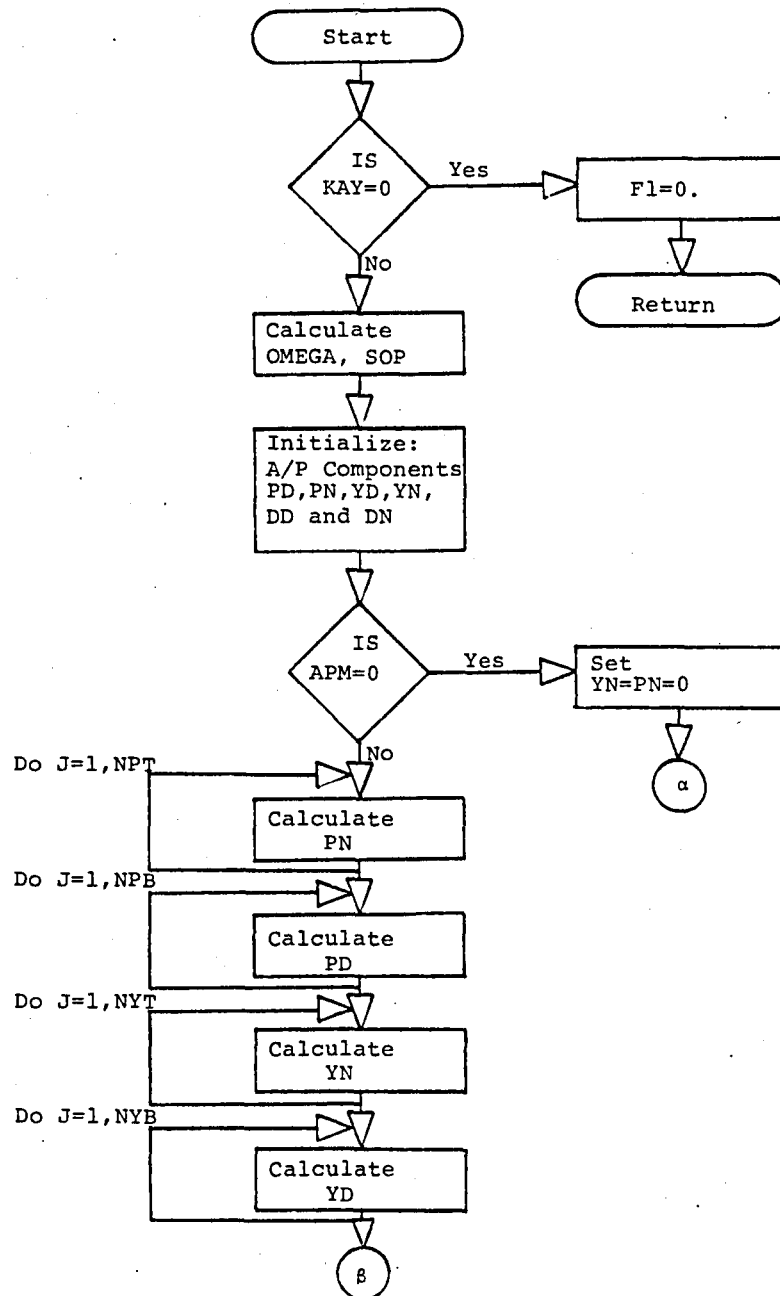 Start
IS
KAY=0
Yes
F1=0.
No
Return
Calculate
OMEGA, SOP
Initialize:
A/P Components
PD,PN,YD,YN,
DD and DN
IS
APM=0
Yes
Set
YN=PN=0
No
α
Do J=1,NPT
Calculate
PN
Do J=1,NPB
Calculate
PD
Do J=1,NYT
Calculate
YN
Do J=1,NYB
Calculate
YD
β